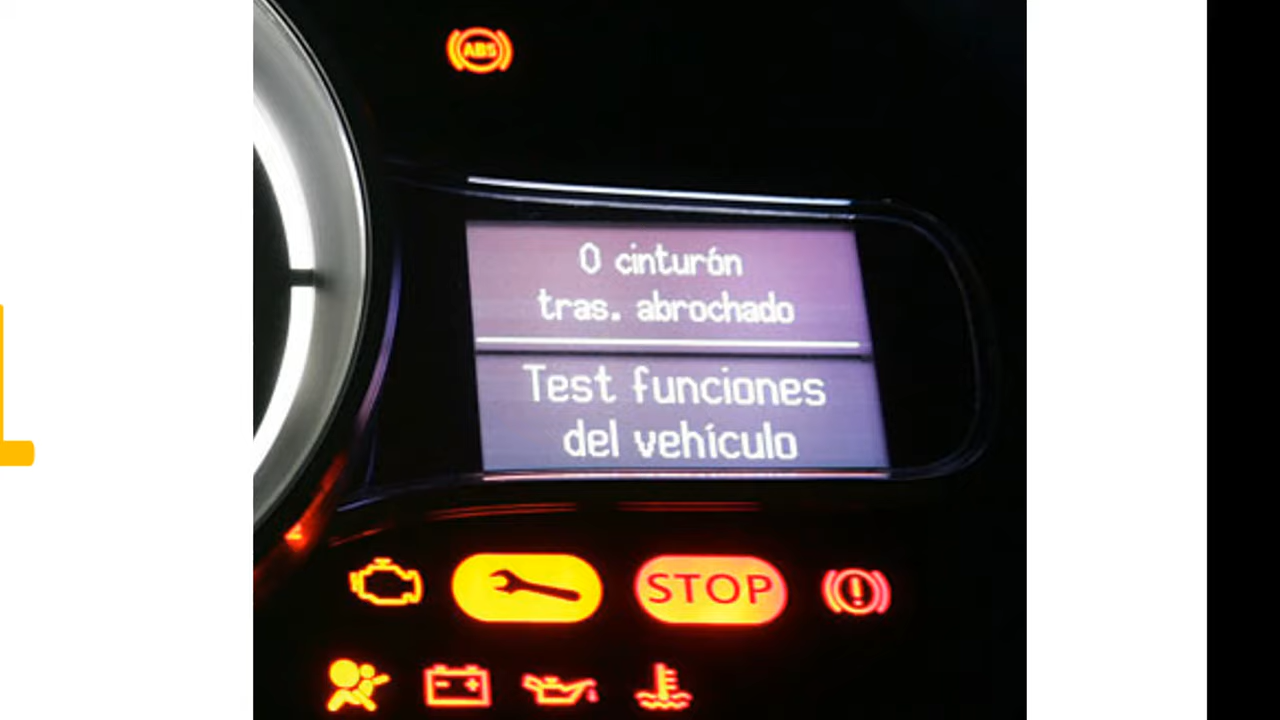 ABS
0 cinturón
tras. abrochado
Test funciones
del vehículo
STOP